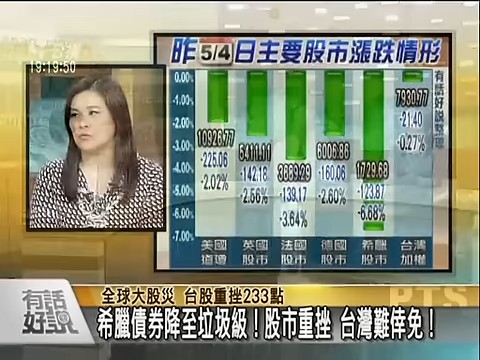 昨5/4日主要股市漲跌情形
19:19:50
0.00%
-1.00%
-2.00%
-3.00%
-4.00%
-5.00%
-6.00%
-7.00%
10926.77
-225.06
-2.02%
5411.11
-142.18
-2.56%
3689.29
-139.17
-3.64%
6006.86
-160.06
-2.60%
1729.68
-123.87
-6.68%
7930.77
-21.40
-0.27%
有話好說整理
美國道瓊
英國股市
法國股市
德國股市
希臘股市
台灣加權
全球大股災 台股重挫233點
有話好說
希臘債券降至垃圾級!股市重挫 台灣難倖免!
PTS